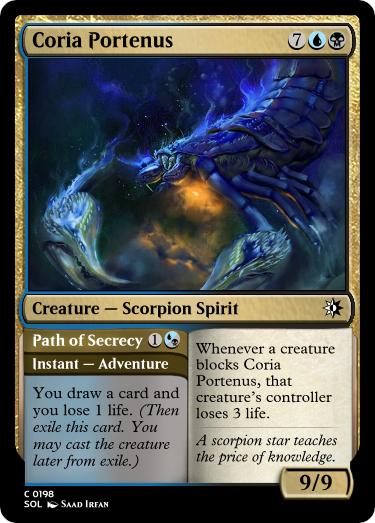 Coria Portenus 7
Creature — Scorpion Spirit
Path of Secrecy 1
Instant — Adventure
You draw a card and
you lose 1 life. (Then
exile this card. You
may cast the creature
later from exile.)
Whenever a creature
blocks Coria
Portenus, that
creature's controller
loses 3 life.
A scorpion star teaches
the price of knowledge.
9/9
C 0198
SOL Saad Irfan